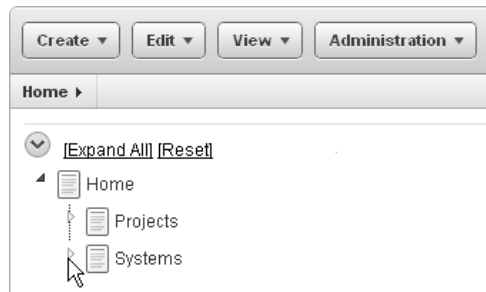 Create ▾ Edit ▾ View ▾ Administration ▾
Home ▸
[Expand All] [Reset]
Home
Projects
Systems